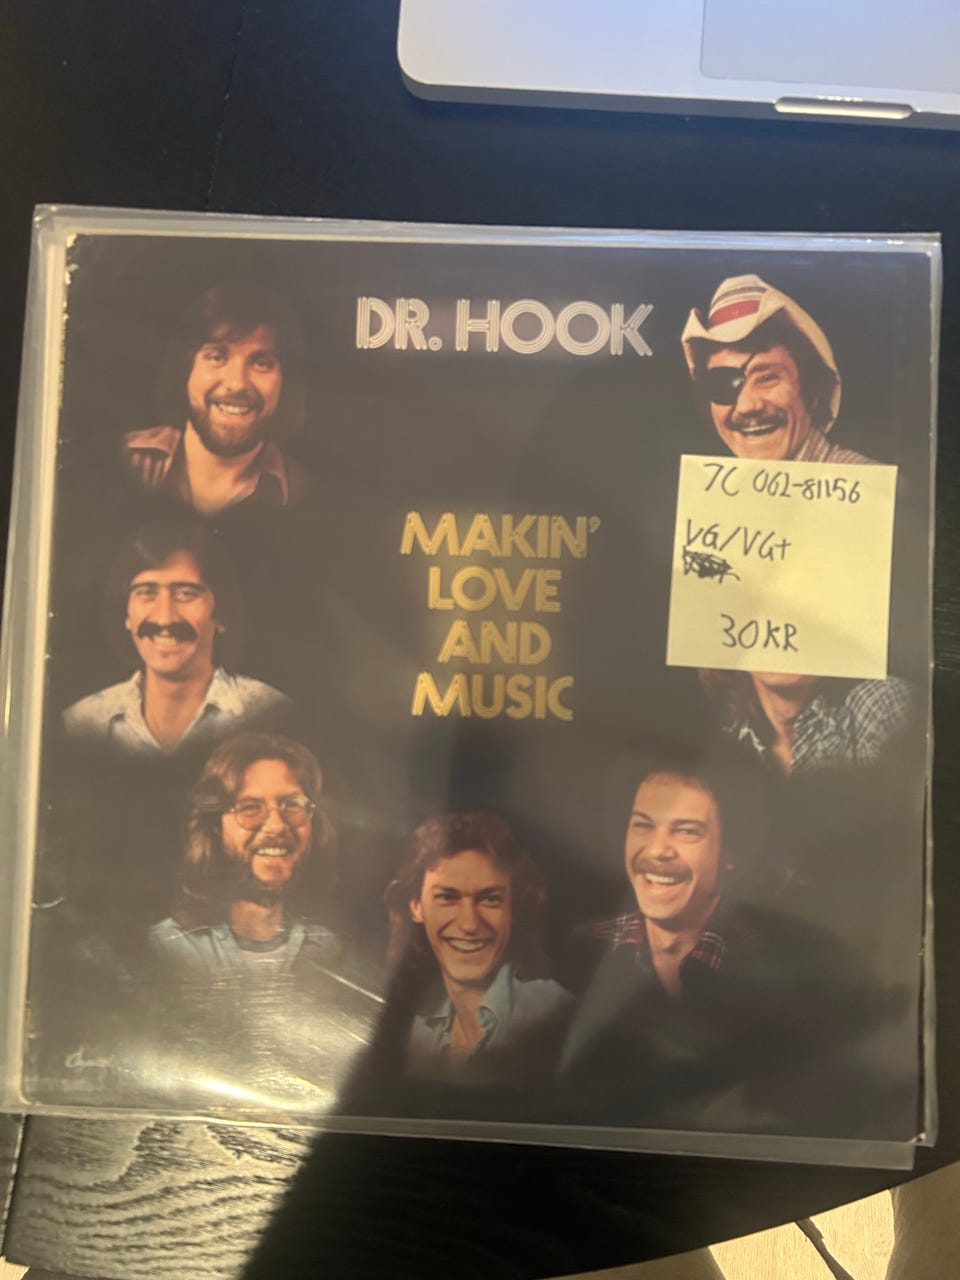 DR. HOOK
MAKIN'
LOVE
AND
MUSIC
7C 062-81156
VG/VG+
30KR